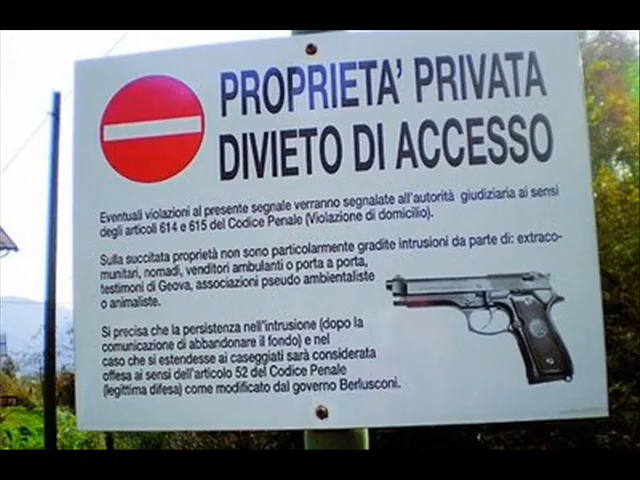 PROPRIETA' PRIVATA
DIVIETO DI ACCESSO
Eventuali violazioni al presente segnale verranno segnalate all'autorità giudiziaria ai sensi
degli articoli 614 e 615 del Codice Penale (Violazione di domicilio).
Sulla succitata proprietà non sono particolarmente gradite intrusioni da parte di: extraco-
munitari, nomadi, venditori ambulanti o porta a porta,
testimoni di Geova, associazioni pseudo ambientaliste
o animaliste.
Si precisa che la persistenza nell'intrusione (dopo la
comunicazione di abbandonare il fondo) e nel
caso che si estendesse ai caseggiati sarà considerata
offesa ai sensi dell'articolo 52 del Codice Penale
(legittima difesa) come modificato dal governo Berlusconi.